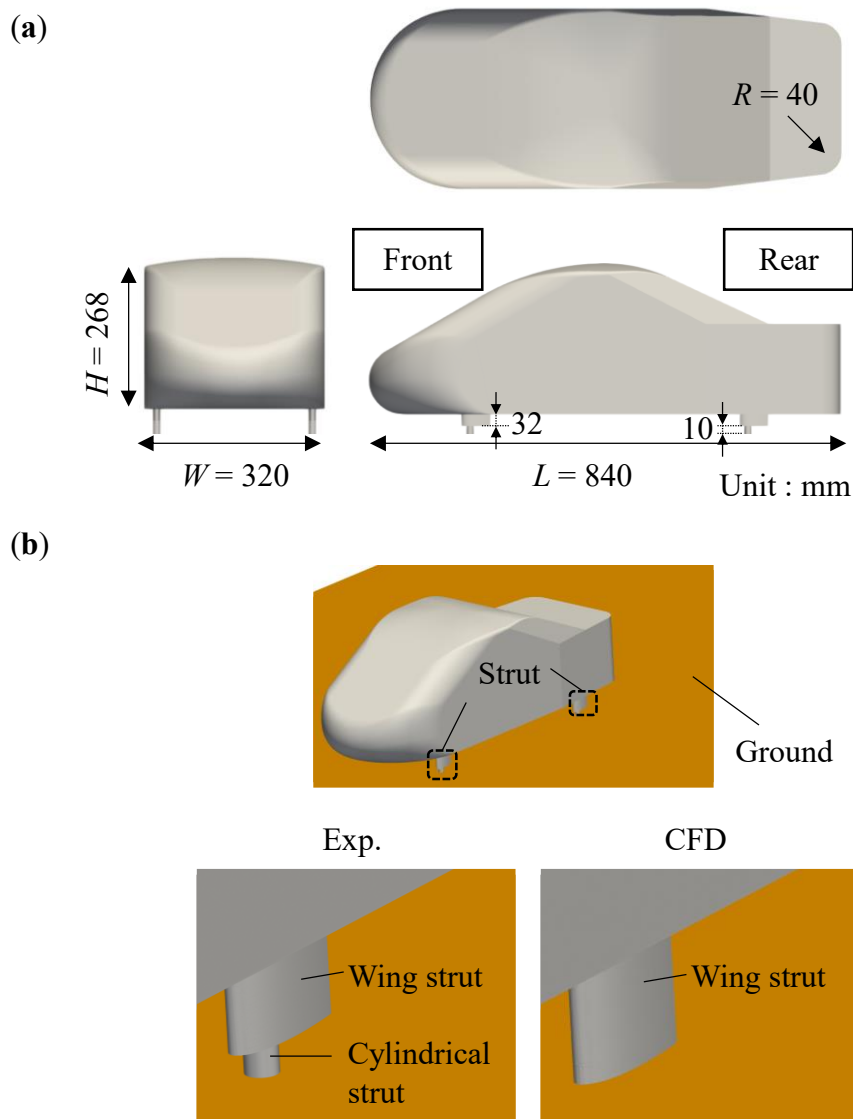 (a)
R = 40
Front
Rear
H = 268
32
10
W = 320
L = 840
Unit : mm
(b)
Strut
Ground
Exp.
CFD
Wing strut
Wing strut
Cylindrical
strut